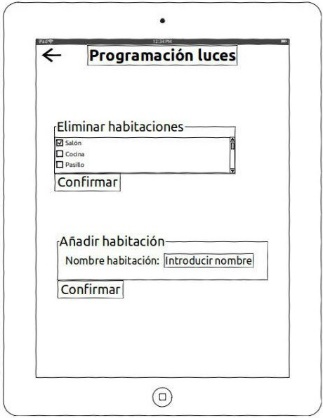 Programación luces
Eliminar habitaciones
Salón
Cocina
Pasillo
Confirmar
Añadir habitación
Nombre habitación: Introducir nombre
Confirmar